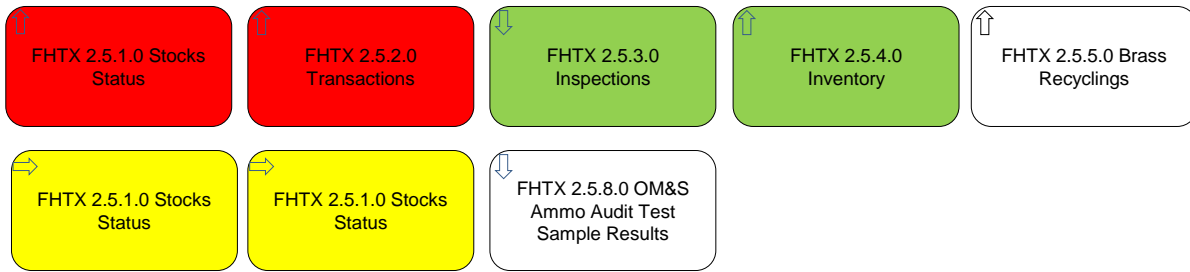 FHTX 2.5.1.0 Stocks
Status
FHTX 2.5.2.0
Transactions
FHTX 2.5.3.0
Inspections
FHTX 2.5.4.0
Inventory
FHTX 2.5.5.0 Brass
Recyclings
FHTX 2.5.1.0 Stocks
Status
FHTX 2.5.1.0 Stocks
Status
FHTX 2.5.8.0 OM&S
Ammo Audit Test
Sample Results